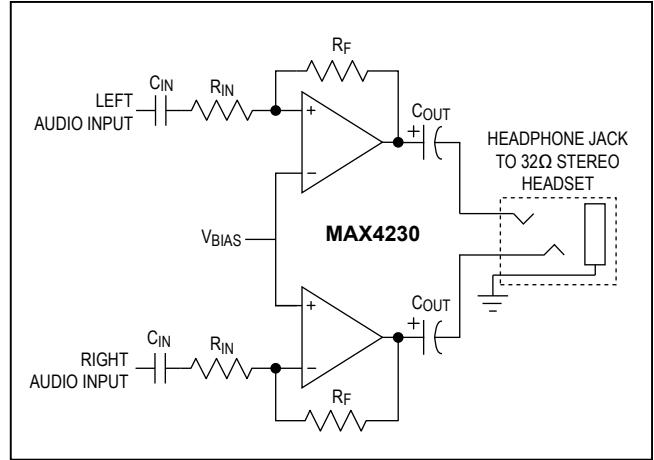 RF
CIN
RIN
LEFT
AUDIO INPUT
+
−
+
COUT
HEADPHONE JACK
TO 32Ω STEREO
HEADSET
VBIAS
MAX4230
+
−
+
COUT
CIN
RIN
RIGHT
AUDIO INPUT
RF